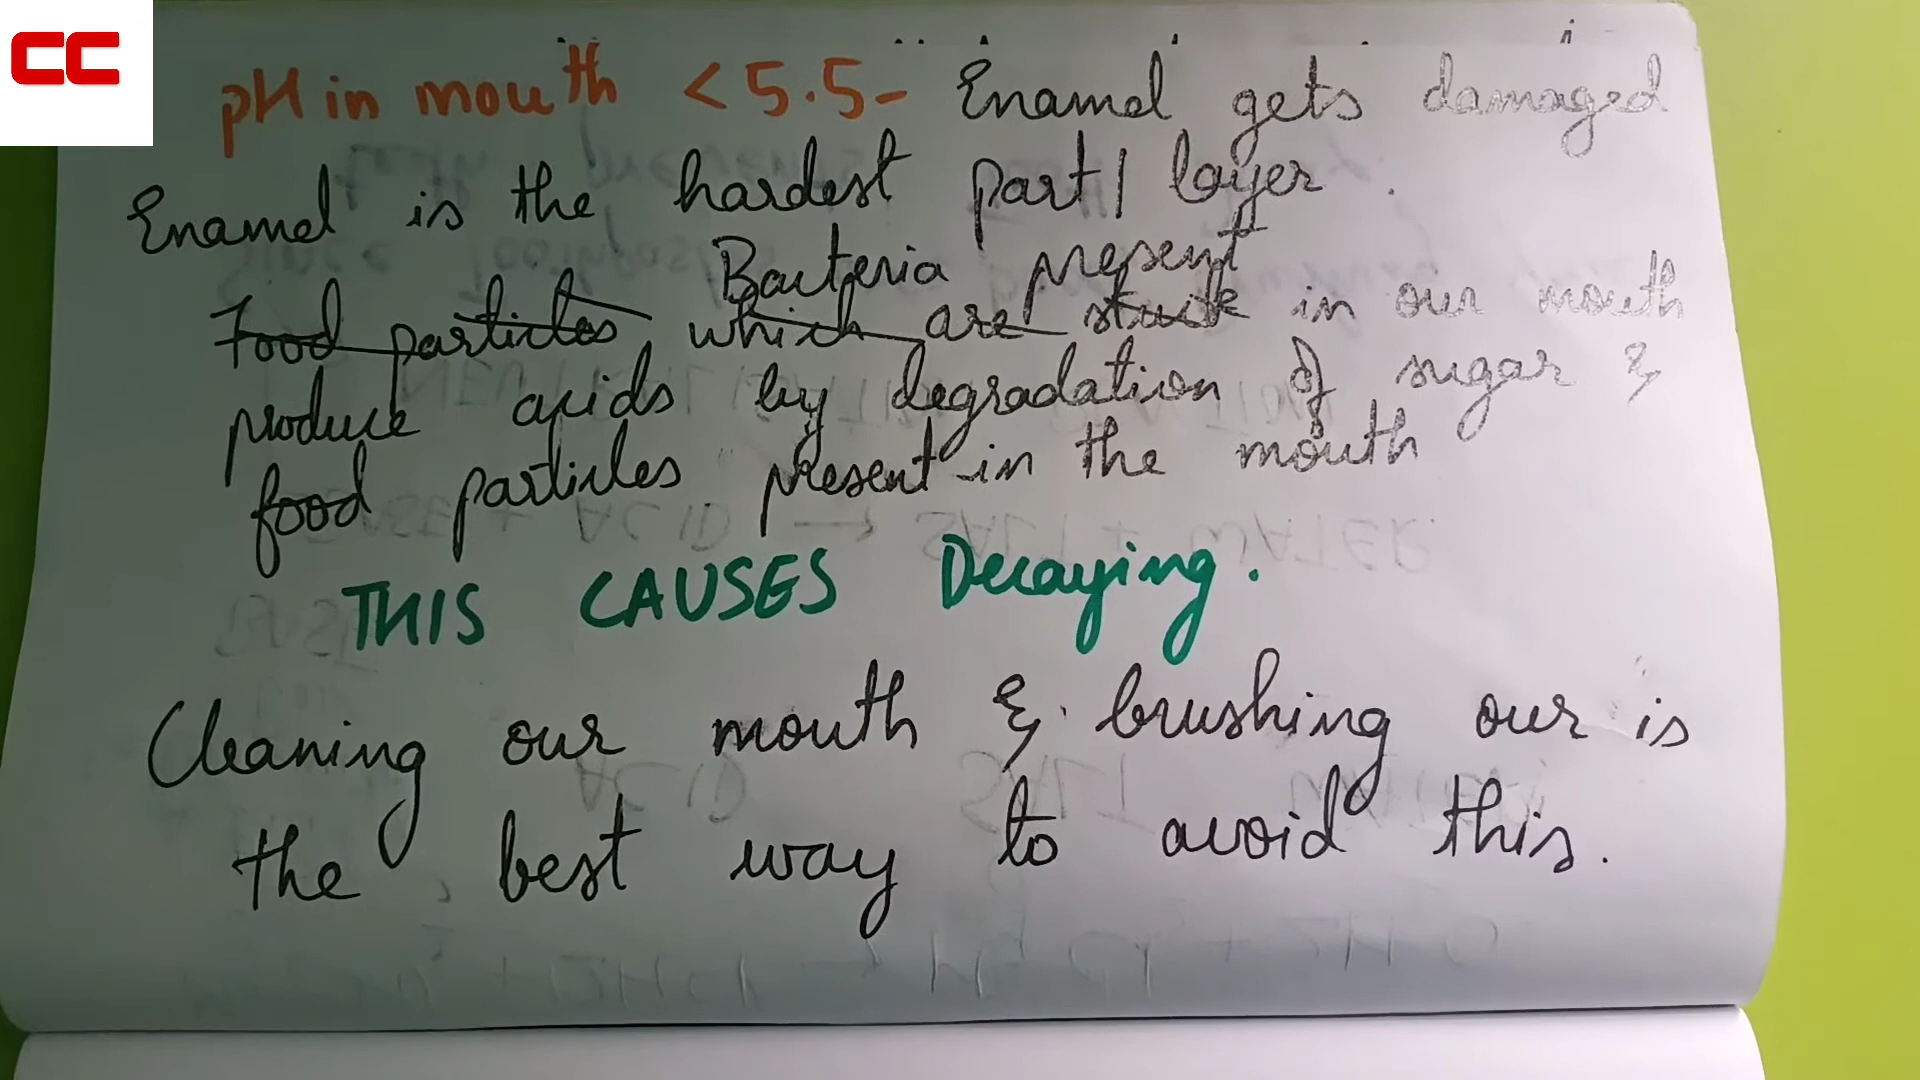 CC
pH in mouth < 5.5- Enamel gets damaged
Enamel is the hardest part/ layer.
Bacteria present
Food particles which are stuck in our mouth
produce acids by degradation of sugar &
food particles present in the mouth
THIS CAUSES Decaying.
Cleaning our mouth & brushing our is
the best way to avoid this.